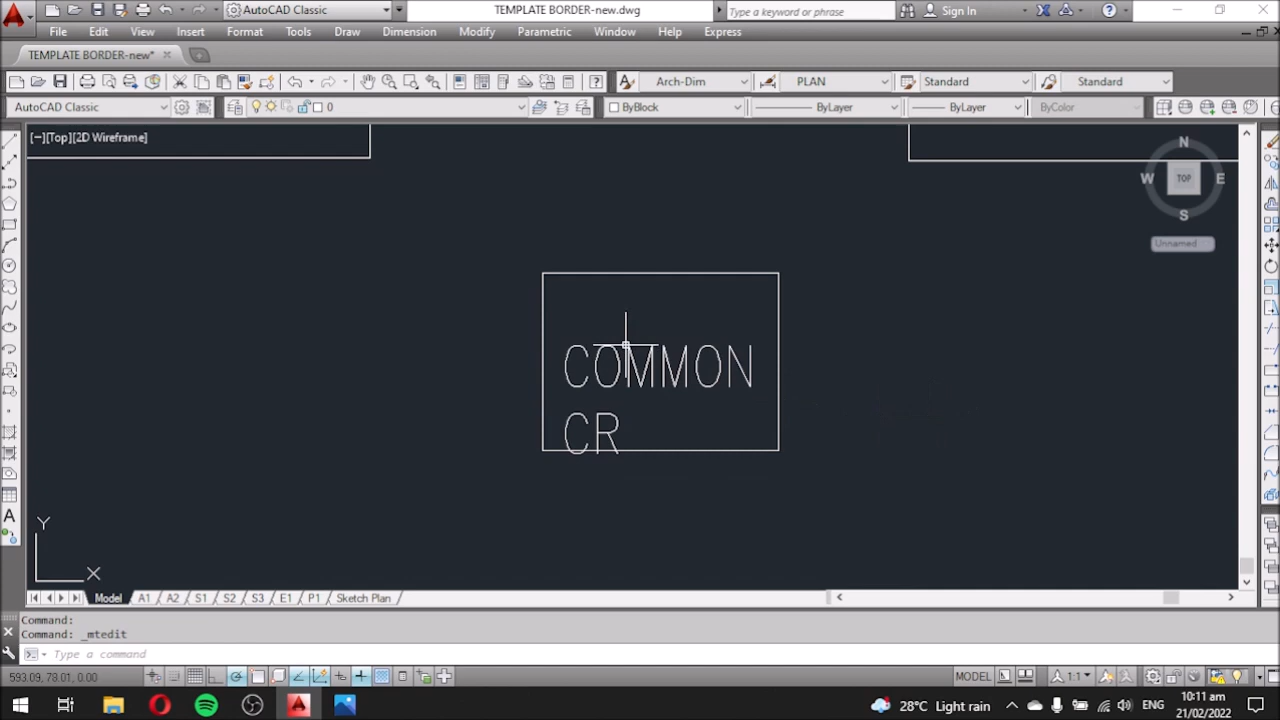 AutoCAD Classic
TEMPLATE BORDER-new.dwg
Type a keyword or phrase
Sign In
File Edit View Insert Format Tools Draw Dimension Modify Parametric Window Help Express
TEMPLATE BORDER-new*
Arch-Dim PLAN Standard Standard
AutoCAD Classic 0 ByBlock ByLayer ByLayer ByColor
[−][Top][2D Wireframe]
N
W TOP E
S
Unnamed
COMMON
CR
Y
X
Model A1 A2 S1 S2 S3 E1 P1 Sketch Plan
Command:
Command: _mtedit
Type a command
593.09, 78.01, 0.00 MODEL 1:1
28°C Light rain ENG 10:11 am
21/02/2022